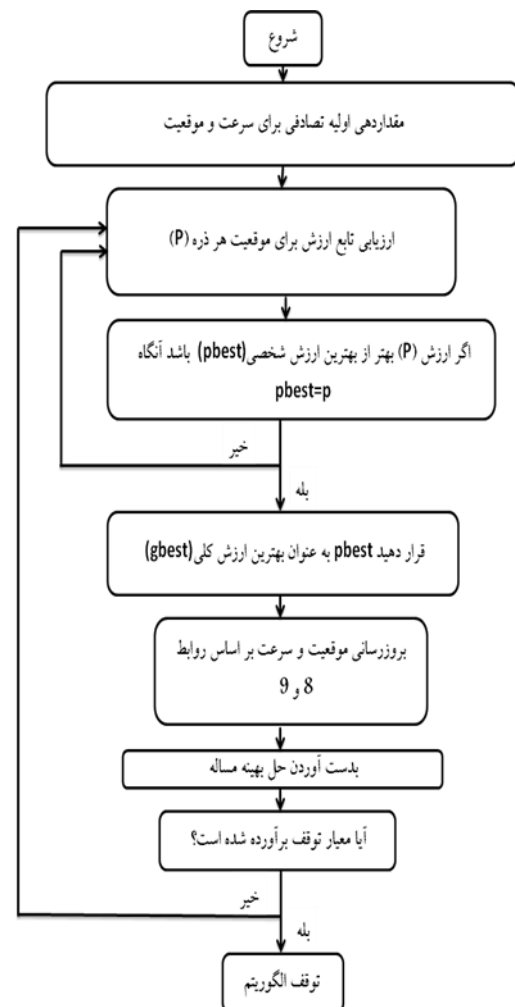 شروع
مقداردهی اولیه تصادفی برای سرعت و موقعیت
ارزیابی تابع ارزش برای موقعیت هر ذره (P)
اگر ارزش (P) بهتر از بهترین ارزش شخصی(pbest) باشد آنگاه
pbest=p
خیر
بله
قرار دهید pbest به عنوان بهترین ارزش کلی(gbest)
بروزرسانی موقعیت و سرعت بر اساس روابط
8 و 9
بدست آوردن حل بهینه مساله
آیا معیار توقف برآورده شده است؟
خیر
بله
توقف الگوریتم